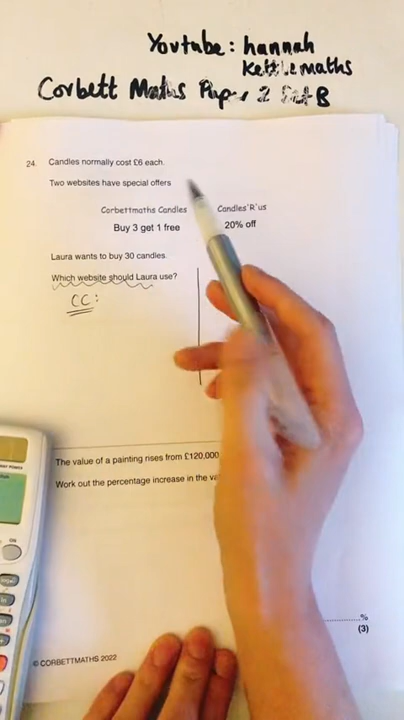 Youtube: hannah
kettlemaths
Corbett Maths Paper 2 Set B
24. Candles normally cost £6 each.
Two websites have special offers
Corbettmaths Candles Candles'R'us
Buy 3 get 1 free 20% off
Laura wants to buy 30 candles
Which website should Laura use?
CC:
The value of a painting rises from £120,000
Work out the percentage increase in the
%
(3)
© CORBETTMATHS 2022
ON